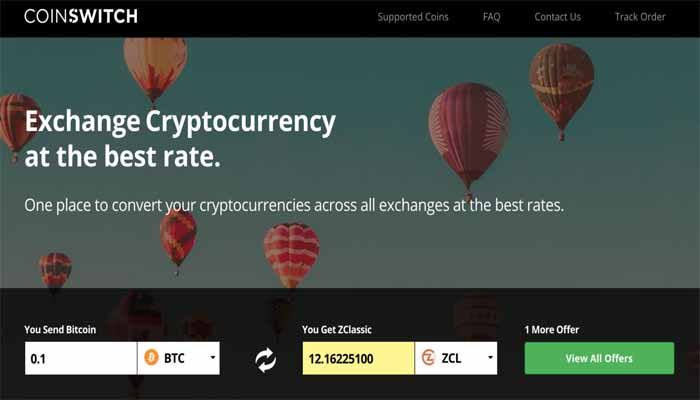 COINSWITCH
Supported Coins FAQ Contact Us Track Order
Exchange Cryptocurrency
at the best rate.
One place to convert your cryptocurrencies across all exchanges at the best rates.
You Send Bitcoin
0.1 BTC
You Get ZClassic
12.16225100 ZCL
1 More Offer
View All Offers